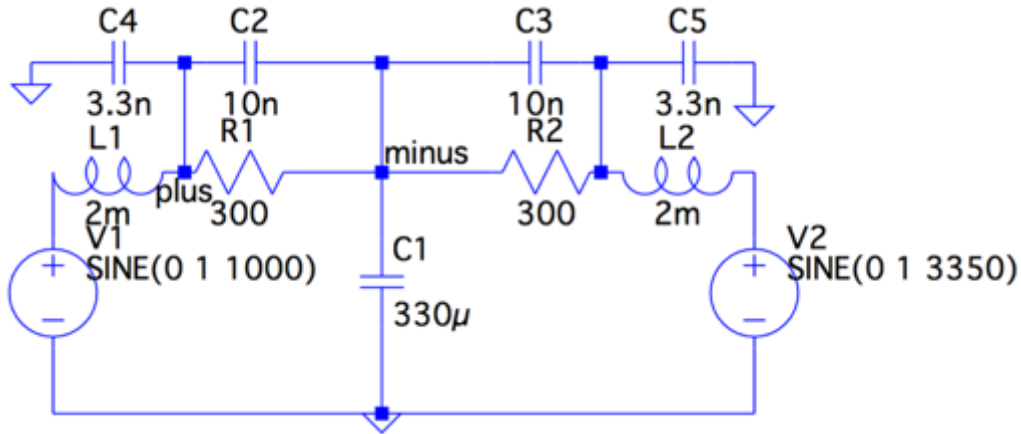 C4
C2
C3
C5
3.3n
10n
10n
3.3n
L1
R1
R2
L2
minus
plus
2m
300
300
2m
V1
SINE(0 1 1000)
C1
330µ
V2
SINE(0 1 3350)